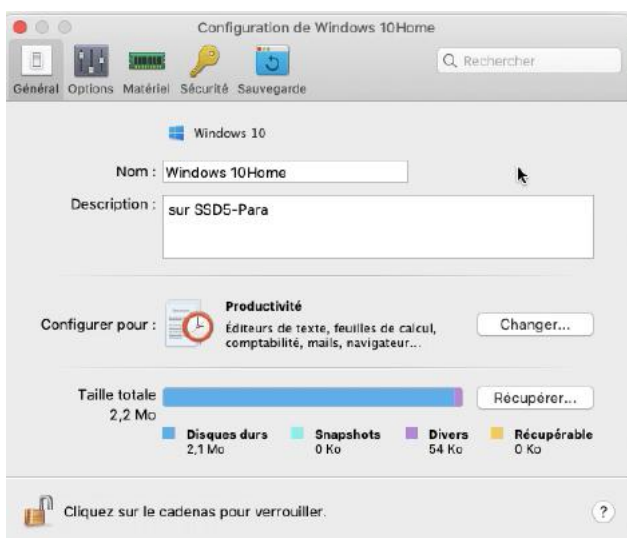 Configuration de Windows 10Home
Général Options Matériel Sécurité Sauvegarde
Rechercher
Windows 10
Nom : Windows 10Home
Description : sur SSD5-Para
Configurer pour :
Productivité
Éditeurs de texte, feuilles de calcul,
comptabilité, mails, navigateur...
Changer...
Taille totale
2,2 Mo
Récupérer...
Disques durs Snapshots Divers Récupérable
2,1 Mo 0 Ko 54 Ko 0 Ko
Cliquez sur le cadenas pour verrouiller.
?